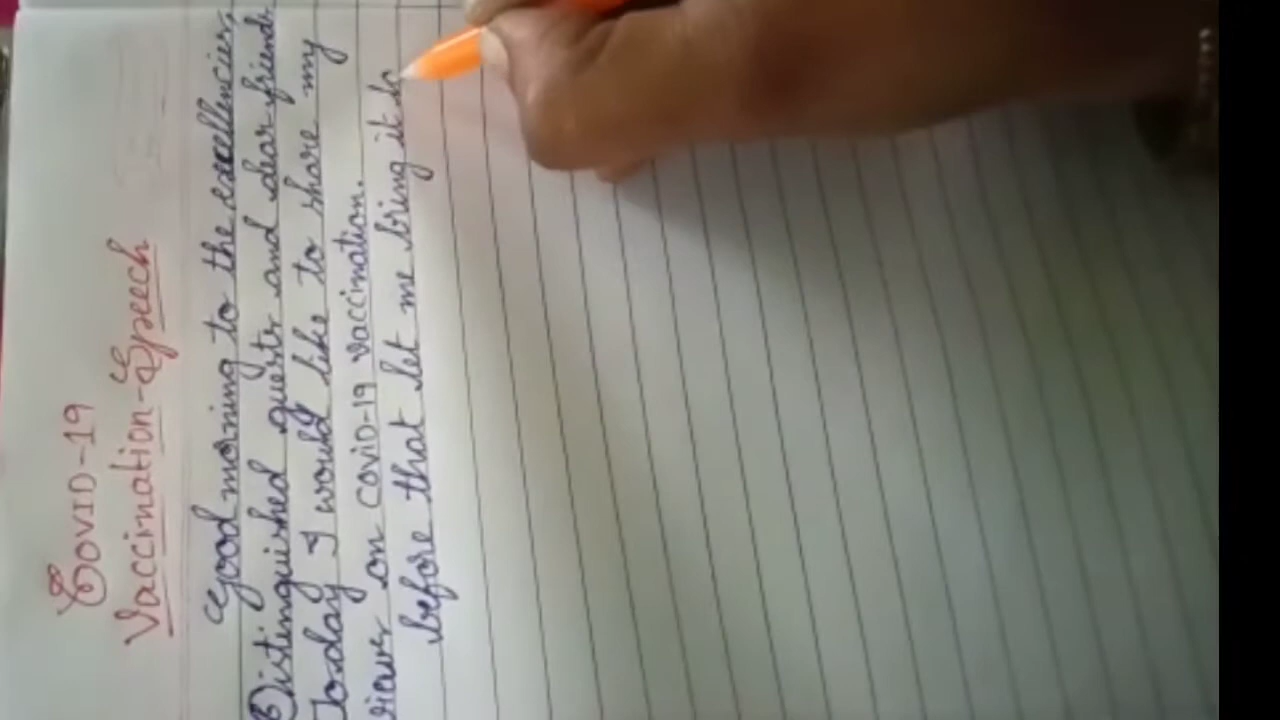 COVID-19
Vaccination-Speech
Good morning to the excellencies,
Distinguished guests and dear friends
Today I would like to share my
views on COVID-19 Vaccination.
before that let me bring it to